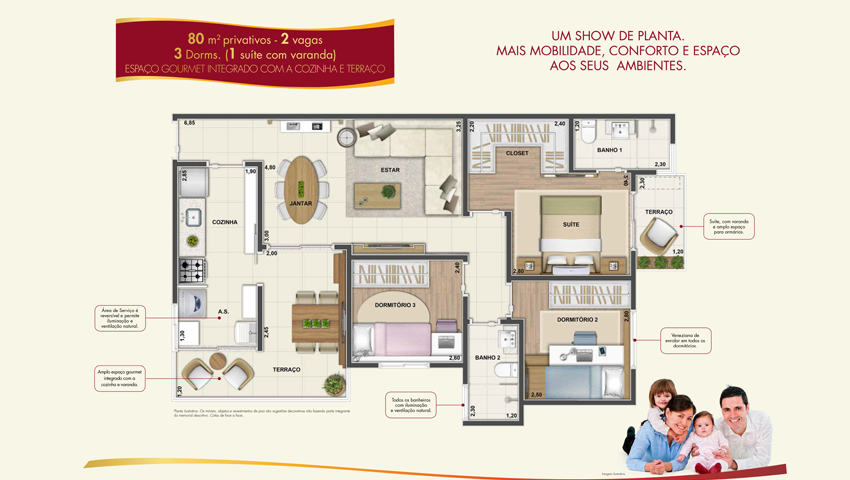 80 m² privativos - 2 vagas
3 Dorms. (1 suíte com varanda)
ESPAÇO GOURMET INTEGRADO COM A COZINHA E TERRAÇO
UM SHOW DE PLANTA.
MAIS MOBILIDADE, CONFORTO E ESPAÇO
AOS SEUS AMBIENTES.
6,85
3,25
2,20
2,40
CLOSET
BANHO 1
2,30
2,85
1,90
4,80
ESTAR
JANTAR
COZINHA
3,00
2,00
SUÍTE
2,80
2,30
TERRAÇO
1,20
Suíte, com varanda
e amplo espaço
para armários.
A.S.
Área de Serviço é
reversível e permite
iluminação e
ventilação natural.
1,30
2,45
2,40
DORMITÓRIO 3
2,60
DORMITÓRIO 2
2,80
2,50
Veneziana de
enrolar em todos os
dormitórios.
BANHO 2
2,30
1,20
Amplo espaço gourmet
integrado com a
cozinha e varanda.
1,20
TERRAÇO
Todos os banheiros
com iluminação
e ventilação natural.
Planta ilustrativa. Os móveis, objetos e revestimentos de piso são sugestões decorativas não fazendo parte integrante
do memorial descritivo. Cotas de face a face.
Imagem ilustrativa.